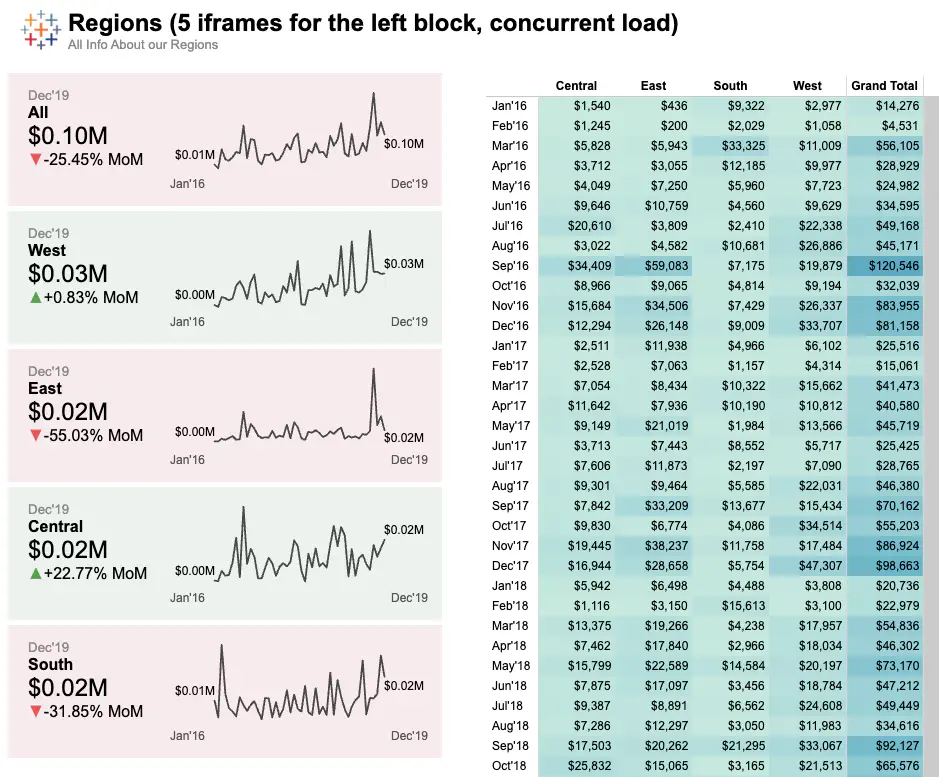 Regions (5 iframes for the left block, concurrent load)
All Info About our Regions
Dec'19
All
$0.10M
▼-25.45% MoM
$0.01M
$0.10M
Jan'16 Dec'19
Dec'19
West
$0.03M
▲+0.83% MoM
$0.00M
$0.03M
Jan'16 Dec'19
Dec'19
East
$0.02M
▼-55.03% MoM
$0.00M
$0.02M
Jan'16 Dec'19
Dec'19
Central
$0.02M
▲+22.77% MoM
$0.00M
$0.02M
Jan'16 Dec'19
Dec'19
South
$0.02M
▼-31.85% MoM
$0.01M
$0.02M
Jan'16 Dec'19
Central East South West Grand Total
Jan'16 $1,540 $436 $9,322 $2,977 $14,276
Feb'16 $1,245 $200 $2,029 $1,058 $4,531
Mar'16 $5,828 $5,943 $33,325 $11,009 $56,105
Apr'16 $3,712 $3,055 $12,185 $9,977 $28,929
May'16 $4,049 $7,250 $5,960 $7,723 $24,982
Jun'16 $9,646 $10,759 $4,560 $9,629 $34,595
Jul'16 $20,610 $3,809 $2,410 $22,338 $49,168
Aug'16 $3,022 $4,582 $10,681 $26,886 $45,171
Sep'16 $34,409 $59,083 $7,175 $19,879 $120,546
Oct'16 $8,966 $9,065 $4,814 $9,194 $32,039
Nov'16 $15,684 $34,506 $7,429 $26,337 $83,955
Dec'16 $12,294 $26,148 $9,009 $33,707 $81,158
Jan'17 $2,511 $11,938 $4,966 $6,102 $25,516
Feb'17 $2,528 $7,063 $1,157 $4,314 $15,061
Mar'17 $7,054 $8,434 $10,322 $15,662 $41,473
Apr'17 $11,642 $7,936 $10,190 $10,812 $40,580
May'17 $9,149 $21,019 $1,984 $13,566 $45,719
Jun'17 $3,713 $7,443 $8,552 $5,717 $25,425
Jul'17 $7,606 $11,873 $2,197 $7,090 $28,765
Aug'17 $9,301 $9,464 $5,585 $22,031 $46,380
Sep'17 $7,842 $33,209 $13,677 $15,434 $70,162
Oct'17 $9,830 $6,774 $4,086 $34,514 $55,203
Nov'17 $19,445 $38,237 $11,758 $17,484 $86,924
Dec'17 $16,944 $28,658 $5,754 $47,307 $98,663
Jan'18 $5,942 $6,498 $4,488 $3,808 $20,736
Feb'18 $1,116 $3,150 $15,613 $3,100 $22,979
Mar'18 $13,375 $19,266 $4,238 $17,957 $54,836
Apr'18 $7,462 $17,840 $2,966 $18,034 $46,302
May'18 $15,799 $22,589 $14,584 $20,197 $73,170
Jun'18 $7,875 $17,097 $3,456 $18,784 $47,212
Jul'18 $9,387 $8,891 $6,562 $24,608 $49,449
Aug'18 $7,286 $12,297 $3,050 $11,983 $34,616
Sep'18 $17,503 $20,262 $21,295 $33,067 $92,127
Oct'18 $25,832 $15,065 $3,165 $21,513 $65,576